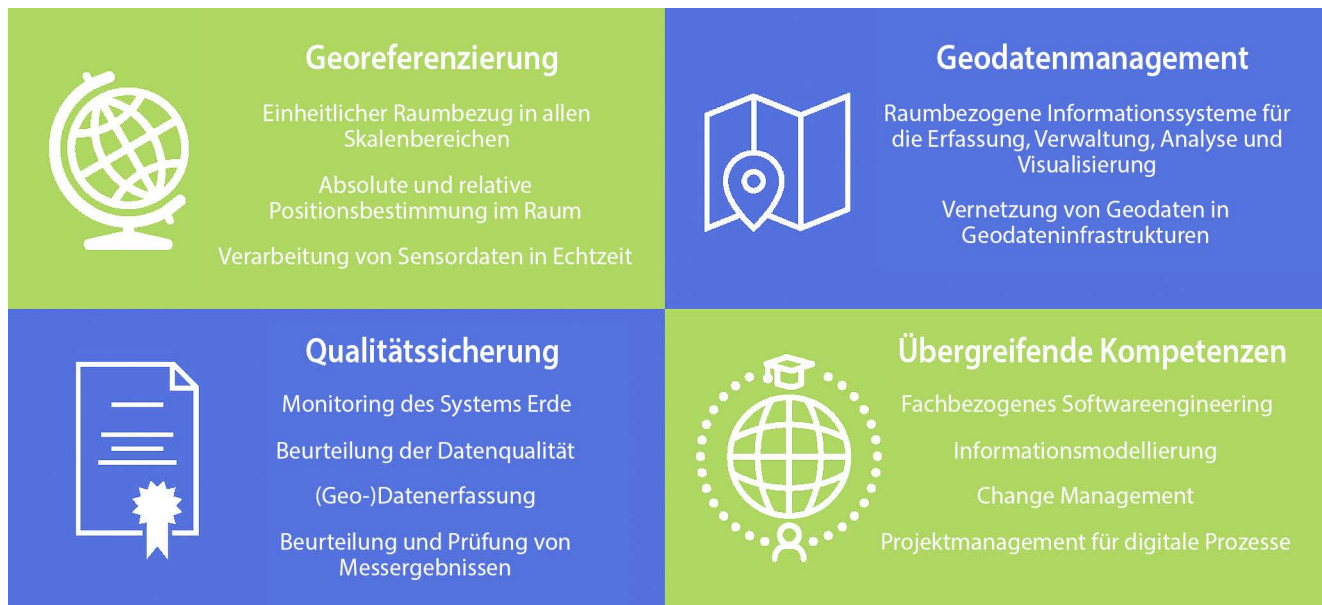 Georeferenzierung
Einheitlicher Raumbezug in allen
Skalenbereichen
Absolute und relative
Positionsbestimmung im Raum
Verarbeitung von Sensordaten in Echtzeit
Geodatenmanagement
Raumbezogene Informationssysteme für
die Erfassung, Verwaltung, Analyse und
Visualisierung
Vernetzung von Geodaten in
Geodateninfrastrukturen
Qualitätssicherung
Monitoring des Systems Erde
Beurteilung der Datenqualität
(Geo-)Datenerfassung
Beurteilung und Prüfung von
Messergebnissen
Übergreifende Kompetenzen
Fachbezogenes Softwareengineering
Informationsmodellierung
Change Management
Projektmanagement für digitale Prozesse